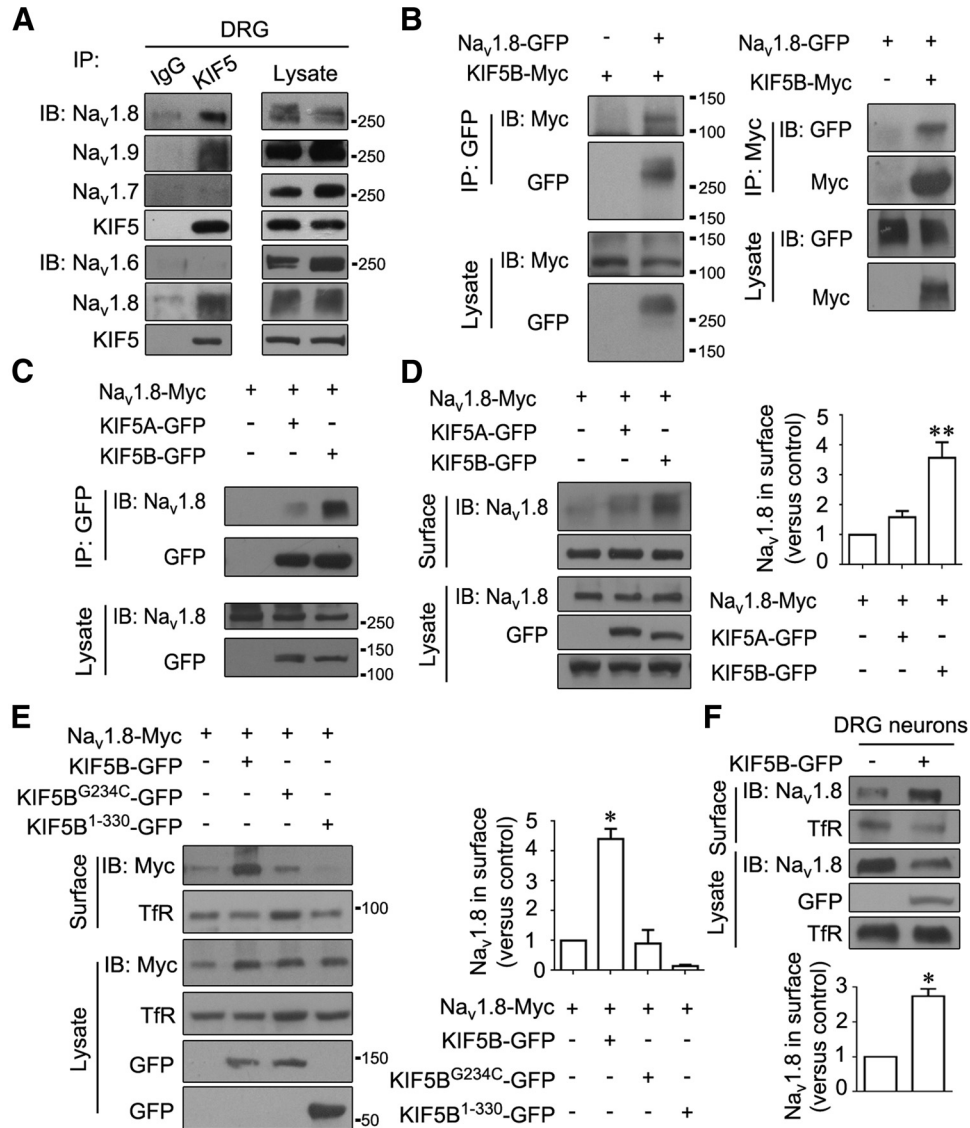 A
DRG
IP:
IgG KIF5 Lysate
IB: Nav1.8
-250
Nav1.9
-250
Nav1.7
-250
KIF5
IB: Nav1.6
-250
Nav1.8
KIF5
B
Nav1.8-GFP - +
KIF5B-Myc + +
IP: GFP
IB: Myc
150
100
GFP
250
150
Lysate
IB: Myc
150
100
GFP
250
150
Nav1.8-GFP + +
KIF5B-Myc - +
IP: Myc
IB: GFP
Myc
Lysate
IB: GFP
Myc
C
Nav1.8-Myc + + +
KIF5A-GFP - + -
KIF5B-GFP - - +
IP: GFP
IB: Nav1.8
GFP
Lysate
IB: Nav1.8
-250
GFP
-150
-100
D
Nav1.8-Myc + + +
KIF5A-GFP - + -
KIF5B-GFP - - +
Surface
IB: Nav1.8
Lysate
IB: Nav1.8
GFP
Nav1.8 in surface
(versus control)
5
4
3
2
1
0
**
Nav1.8-Myc + + +
KIF5A-GFP - + -
KIF5B-GFP - - +
E
Nav1.8-Myc + + + +
KIF5B-GFP - + - -
KIF5B^G234C-GFP - - + -
KIF5B^1-330-GFP - - - +
Surface
IB: Myc
TfR
-100
Lysate
IB: Myc
TfR
GFP
-150
GFP
-50
Nav1.8 in surface
(versus control)
5
4
3
2
1
0
*
Nav1.8-Myc + + + +
KIF5B-GFP - + - -
KIF5B^G234C-GFP - - + -
KIF5B^1-330-GFP - - - +
F
DRG neurons
KIF5B-GFP - +
Surface
IB: Nav1.8
TfR
Lysate
IB: Nav1.8
GFP
TfR
Nav1.8 in surface
(versus control)
3
2
1
0
*